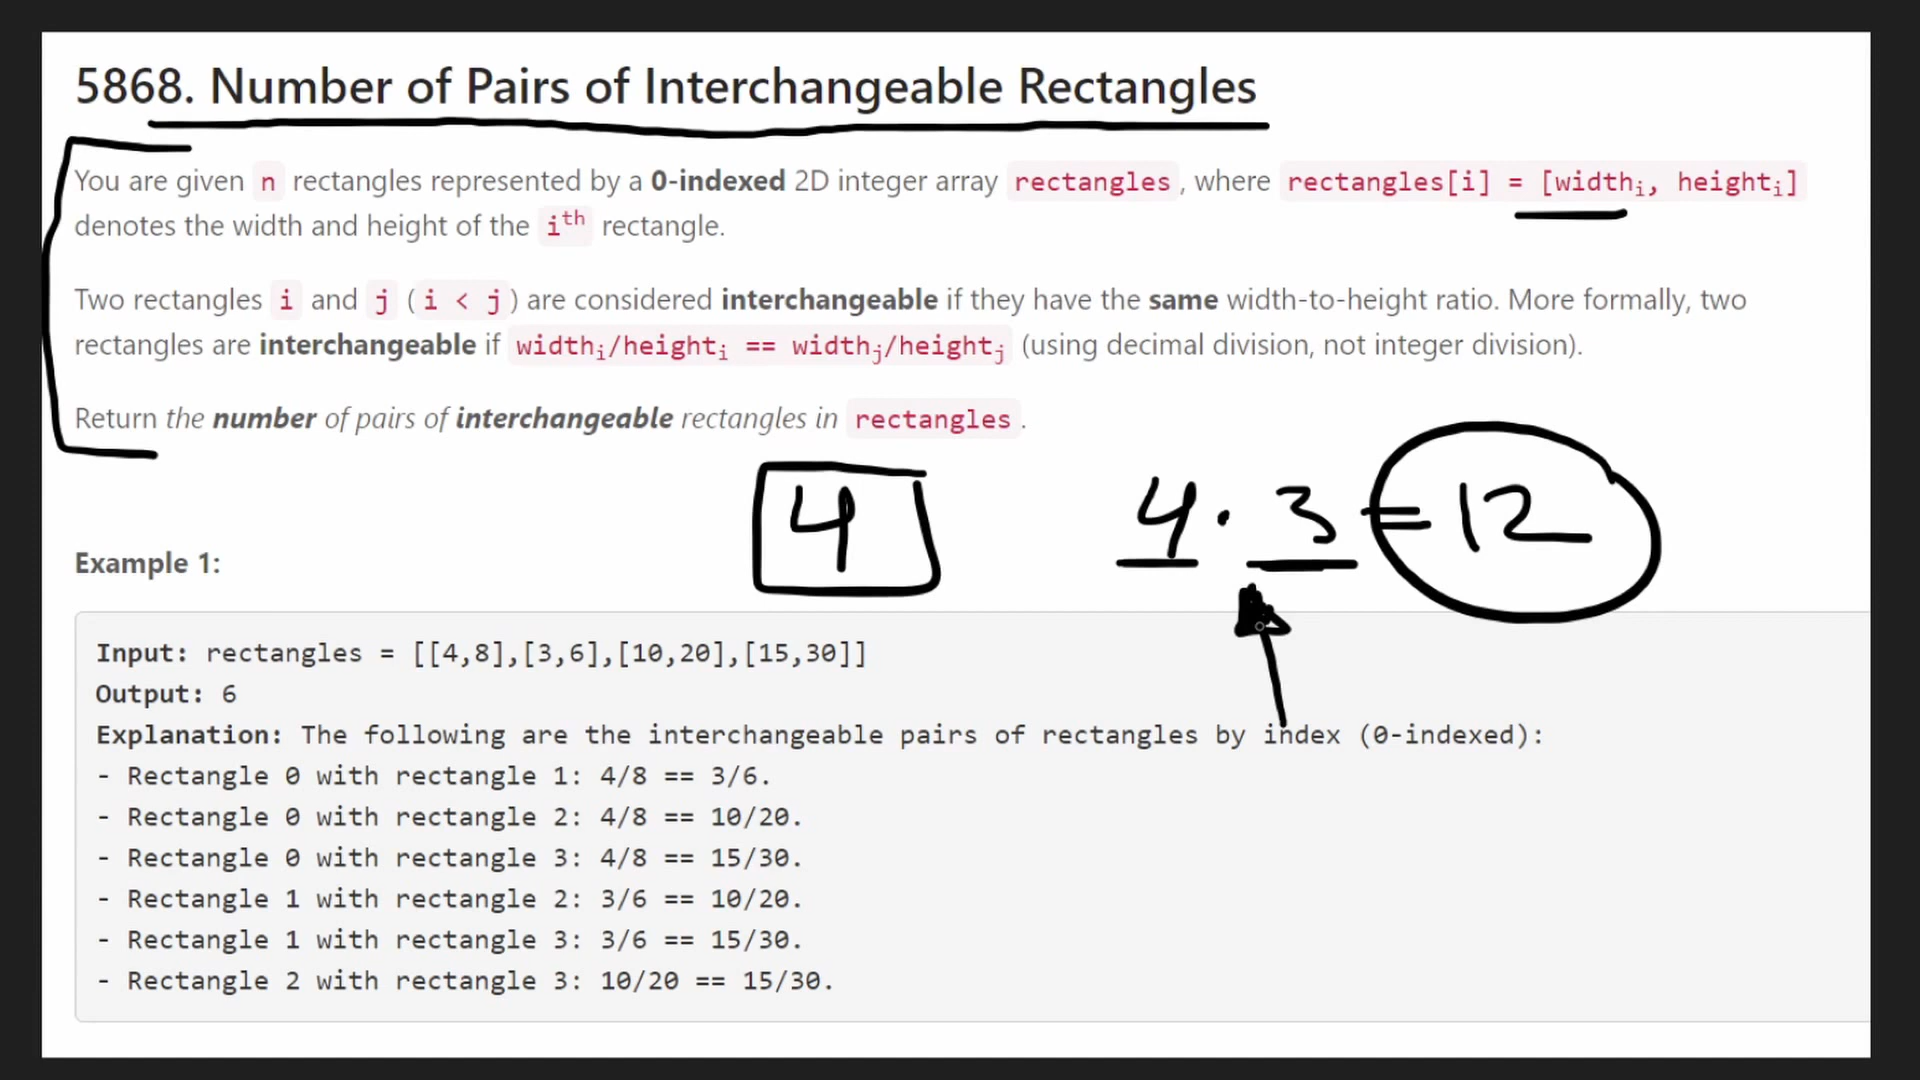 5868. Number of Pairs of Interchangeable Rectangles
You are given n rectangles represented by a 0-indexed 2D integer array rectangles, where rectangles[i] = [widthᵢ, heightᵢ]
denotes the width and height of the iᵗʰ rectangle.
Two rectangles i and j (i < j) are considered interchangeable if they have the same width-to-height ratio. More formally, two
rectangles are interchangeable if widthᵢ/heightᵢ == widthⱼ/heightⱼ (using decimal division, not integer division).
Return the number of pairs of interchangeable rectangles in rectangles.
4 4 · 3 = 12
Example 1:
Input: rectangles = [[4,8],[3,6],[10,20],[15,30]]
Output: 6
Explanation: The following are the interchangeable pairs of rectangles by index (0-indexed):
- Rectangle 0 with rectangle 1: 4/8 == 3/6.
- Rectangle 0 with rectangle 2: 4/8 == 10/20.
- Rectangle 0 with rectangle 3: 4/8 == 15/30.
- Rectangle 1 with rectangle 2: 3/6 == 10/20.
- Rectangle 1 with rectangle 3: 3/6 == 15/30.
- Rectangle 2 with rectangle 3: 10/20 == 15/30.